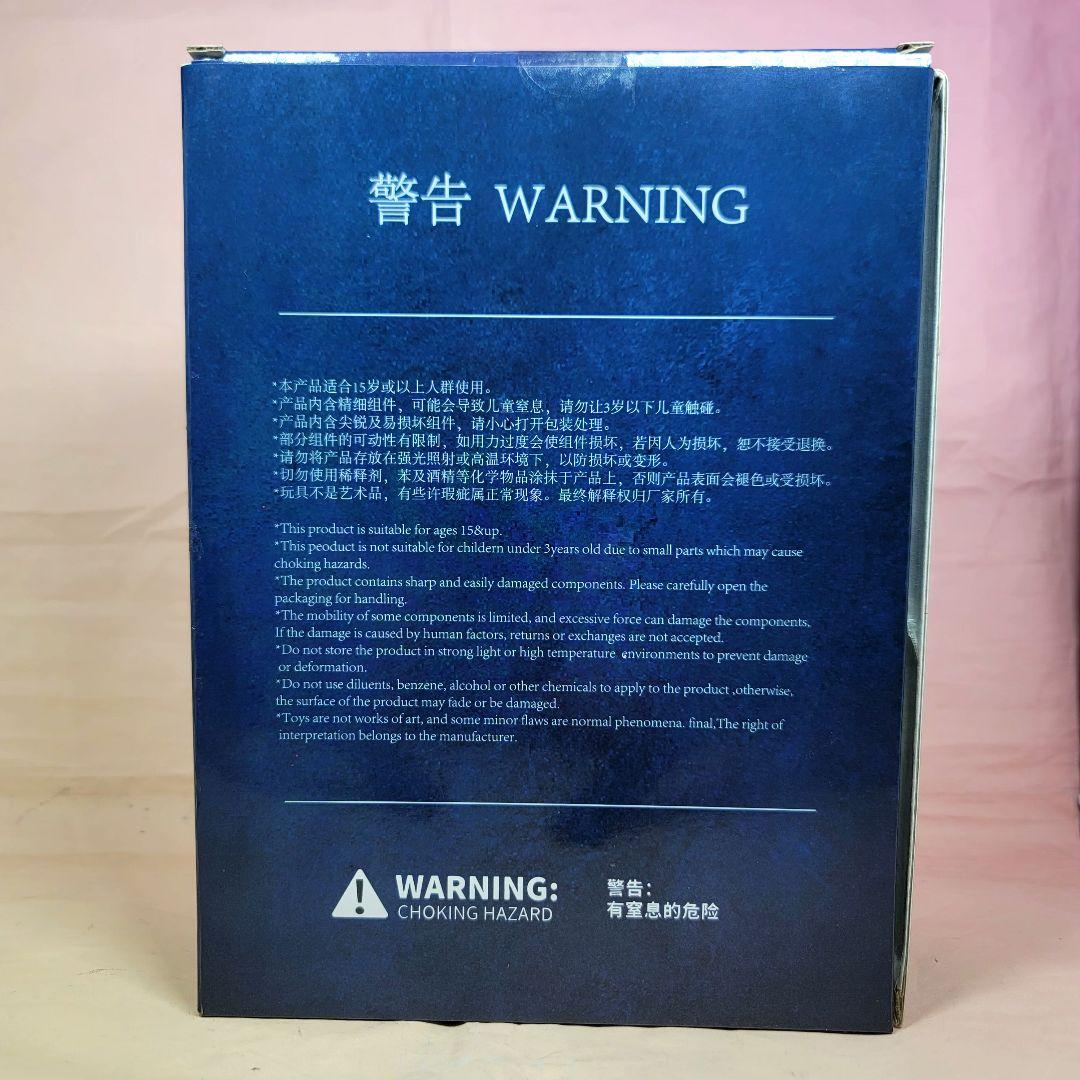 警告 WARNING
*本产品适合15岁或以上人群使用。
*产品内含精细组件、可能会导致儿童窒息，请勿让3岁以下儿童触碰。
*产品内含尖锐及易损坏组件，请小心打开包装处理。
*部分组件的可动性有限制，如用力过度会使组件损坏，若因人为损坏，恕不接受退换。
*请勿将产品存放在强光照射或高温环境下，以防损坏或变形。
*切勿使用稀释剂，苯及酒精等化学物品涂抹于产品上，否则产品表面会褪色或受损坏.
*玩具不是艺术品，有些许瑕疵属正常现象。最终解释权归厂家所有。
*This product is suitable for ages 15&up.
*This peoduct is not suitable for childern under 3years old due to small parts which may cause
choking hazards.
*The product contains sharp and easily damaged components. Please carefully open the
packaging for handling.
*The mobility of some components is limited, and excessive force can damage the components,
If the damage is caused by human factors, returns or exchanges are not accepted.
*Do not store the product in strong light or high temperature environments to prevent damage
or deformation.
*Do not use diluents, benzene, alcohol or other chemicals to apply to the product ,otherwise,
the surface of the product may fade or be damaged.
*Toys are not works of art, and some minor flaws are normal phenomena. final,The right of
interpretation belongs to the manufacturer.
WARNING: 警告：
CHOKING HAZARD 有窒息的危险